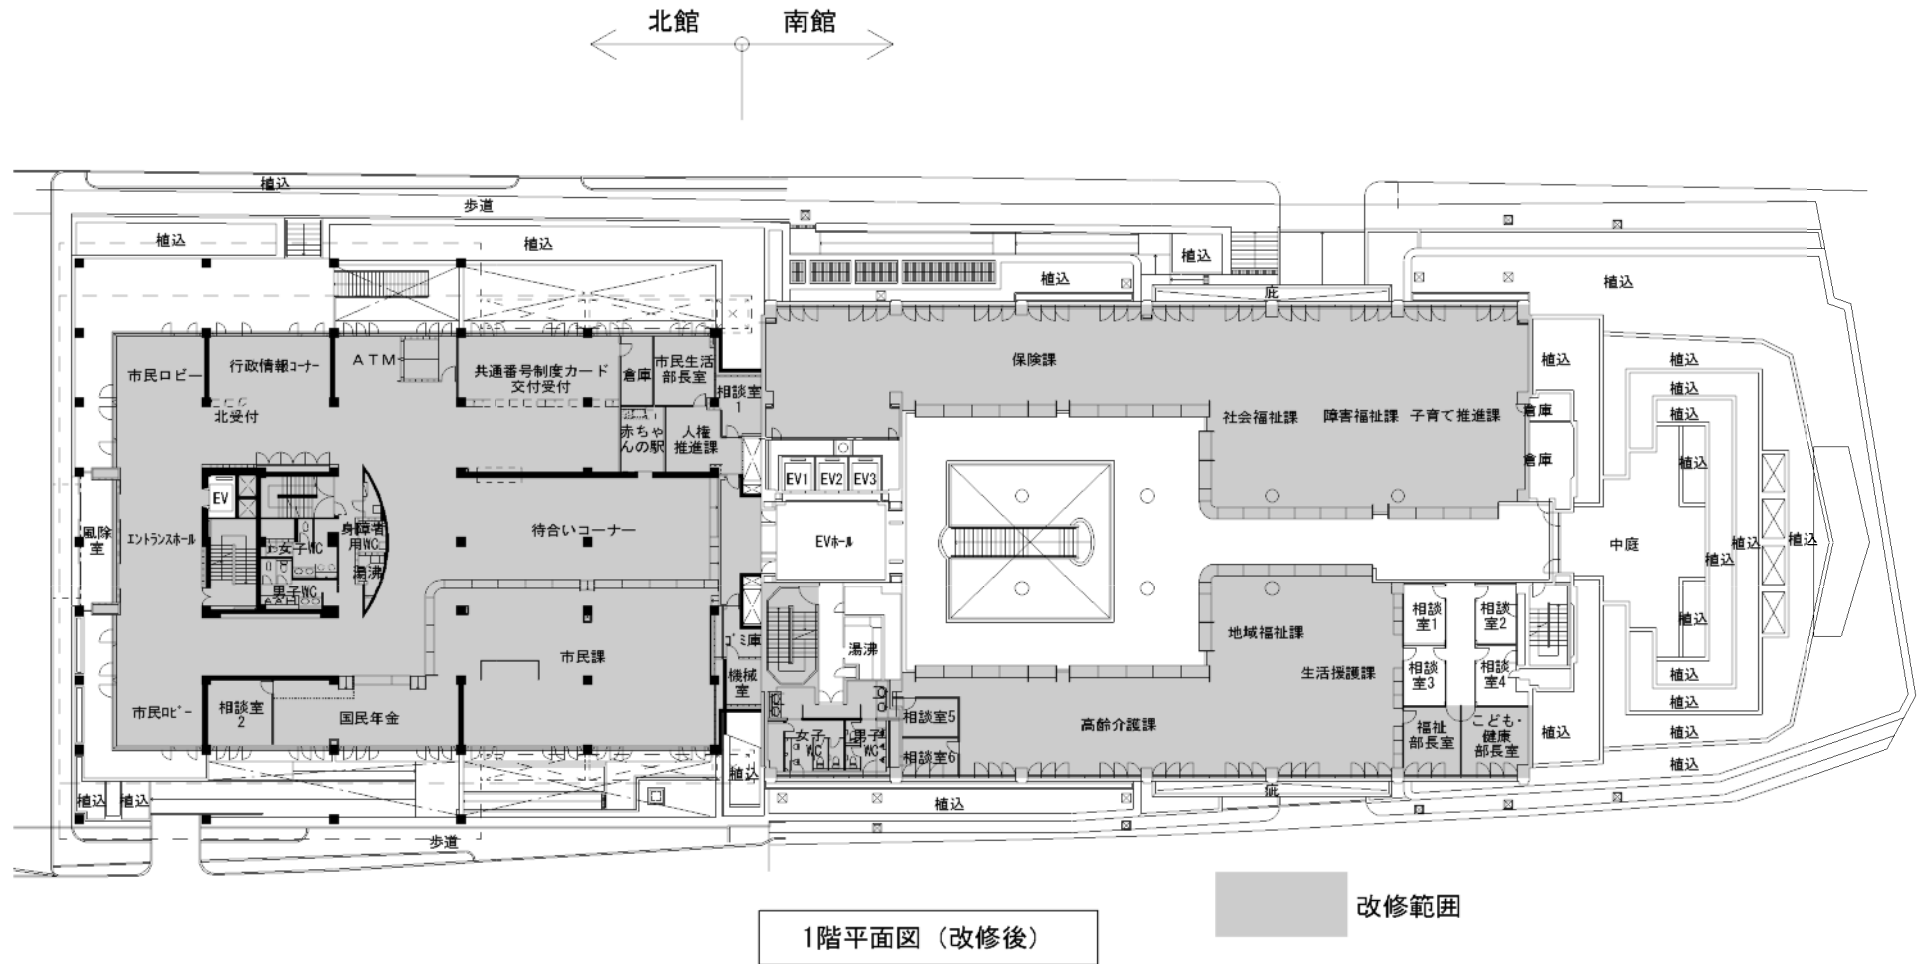 北館
南館
植込
歩道
植込
植込
植込
植込
植込
庇
市民ロビー
行政情報コーナー
ATM
共通番号制度カード
交付受付
倉庫
市民生活
部長室
相談室
1
保険課
植込
植込
植込
植込
北受付
赤ちゃ
んの駅
人権
推進課
社会福祉課
障害福祉課
子育て推進課
倉庫
倉庫
植込
EV
EV1
EV2
EV3
風除
室
エントランスホール
女子WC
身障者
用WC
湯沸
男子WC
待合いコーナー
EVホール
中庭
植込
植込
植込
市民課
ゴミ庫
機械
室
湯沸
地域福祉課
生活援護課
相談
室1
相談
室2
相談
室3
相談
室4
植込
植込
植込
植込
植込
市民ロビー
相談室
2
国民年金
女子
WC
男子
WC
相談室5
相談室6
高齢介護課
福祉
部長室
こども・
健康
部長室
植込
植込
植込
植込
植込
庇
歩道
改修範囲
1階平面図（改修後）